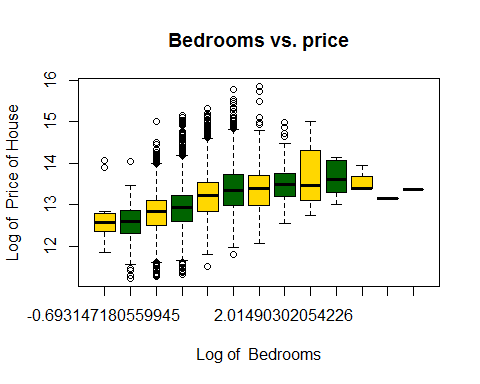 Bedrooms vs. price
Log of  Price of House
16
15
14
13
12
-0.693147180559945 2.01490302054226
Log of  Bedrooms